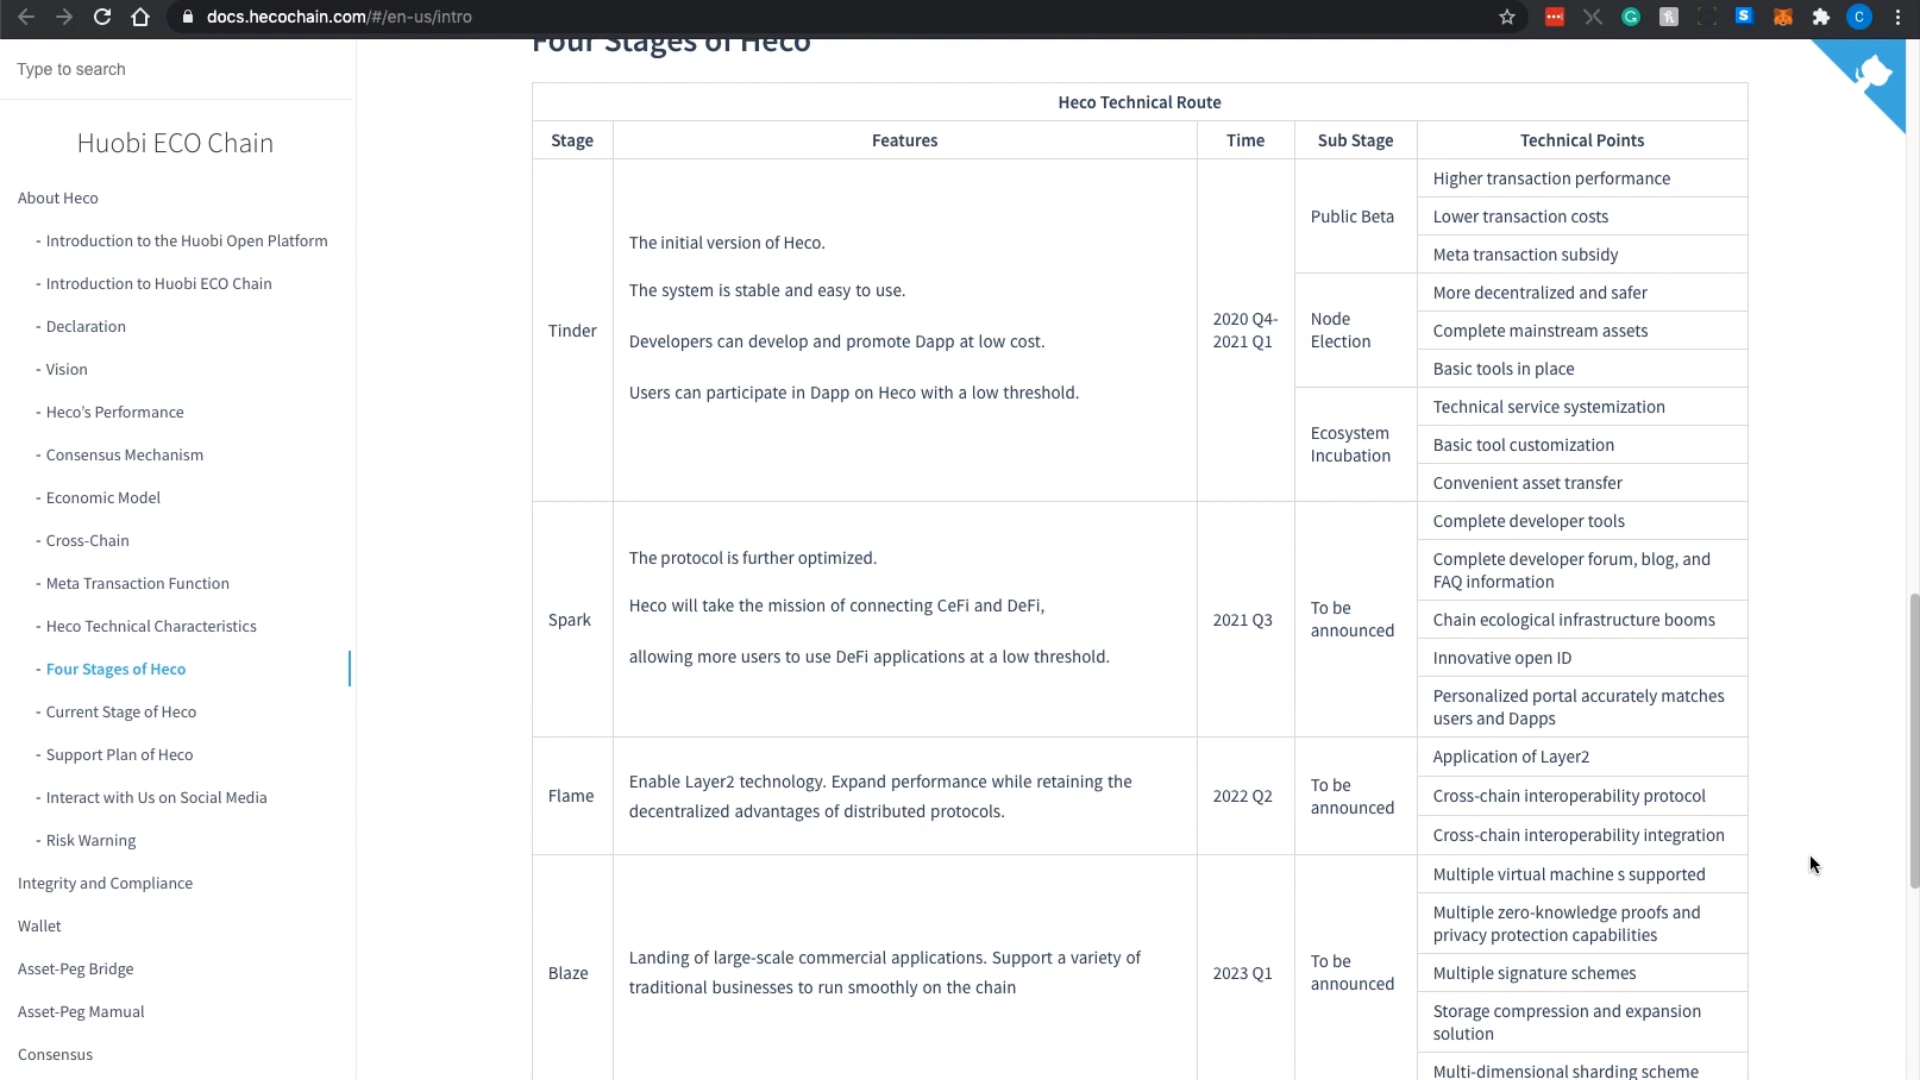 docs.hecochain.com/#/en-us/intro
C
Type to search
Huobi ECO Chain
About Heco
- Introduction to the Huobi Open Platform
- Introduction to Huobi ECO Chain
- Declaration
- Vision
- Heco's Performance
- Consensus Mechanism
- Economic Model
- Cross-Chain
- Meta Transaction Function
- Heco Technical Characteristics
- Four Stages of Heco
- Current Stage of Heco
- Support Plan of Heco
- Interact with Us on Social Media
- Risk Warning
Integrity and Compliance
Wallet
Asset-Peg Bridge
Asset-Peg Mamual
Consensus
Four Stages of Heco
Heco Technical Route
Stage
Features
Time
Sub Stage
Technical Points
Tinder
The initial version of Heco.
The system is stable and easy to use.
Developers can develop and promote Dapp at low cost.
Users can participate in Dapp on Heco with a low threshold.
2020 Q4-
2021 Q1
Public Beta
Higher transaction performance
Lower transaction costs
Meta transaction subsidy
Node
Election
More decentralized and safer
Complete mainstream assets
Basic tools in place
Ecosystem
Incubation
Technical service systemization
Basic tool customization
Convenient asset transfer
Spark
The protocol is further optimized.
Heco will take the mission of connecting CeFi and DeFi,
allowing more users to use DeFi applications at a low threshold.
2021 Q3
To be
announced
Complete developer tools
Complete developer forum, blog, and
FAQ information
Chain ecological infrastructure booms
Innovative open ID
Personalized portal accurately matches
users and Dapps
Flame
Enable Layer2 technology. Expand performance while retaining the
decentralized advantages of distributed protocols.
2022 Q2
To be
announced
Application of Layer2
Cross-chain interoperability protocol
Cross-chain interoperability integration
Blaze
Landing of large-scale commercial applications. Support a variety of
traditional businesses to run smoothly on the chain
2023 Q1
To be
announced
Multiple virtual machine s supported
Multiple zero-knowledge proofs and
privacy protection capabilities
Multiple signature schemes
Storage compression and expansion
solution
Multi-dimensional sharding scheme